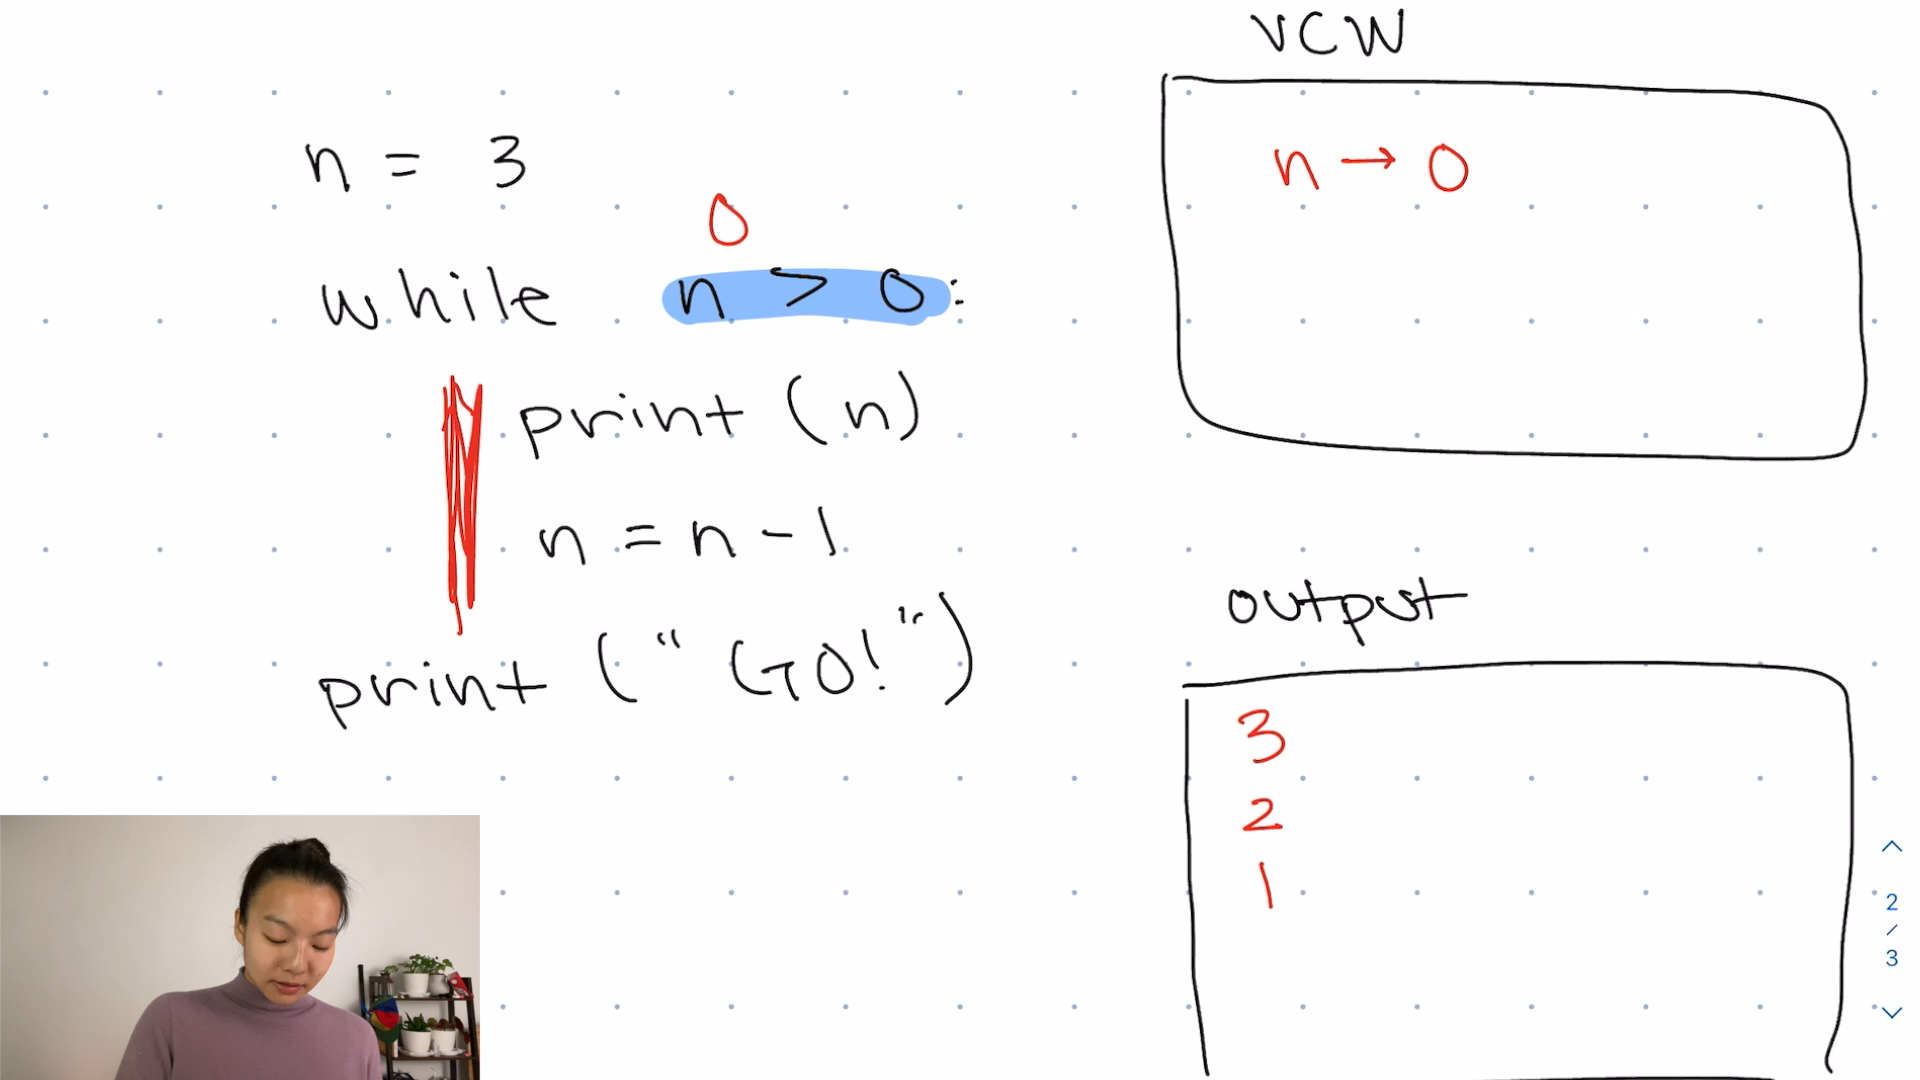 n = 3
0
while n > 0:
print (n)
n = n - 1
print (" GO! ")
VCW
n → 0
output
3
2
1
2
/
3